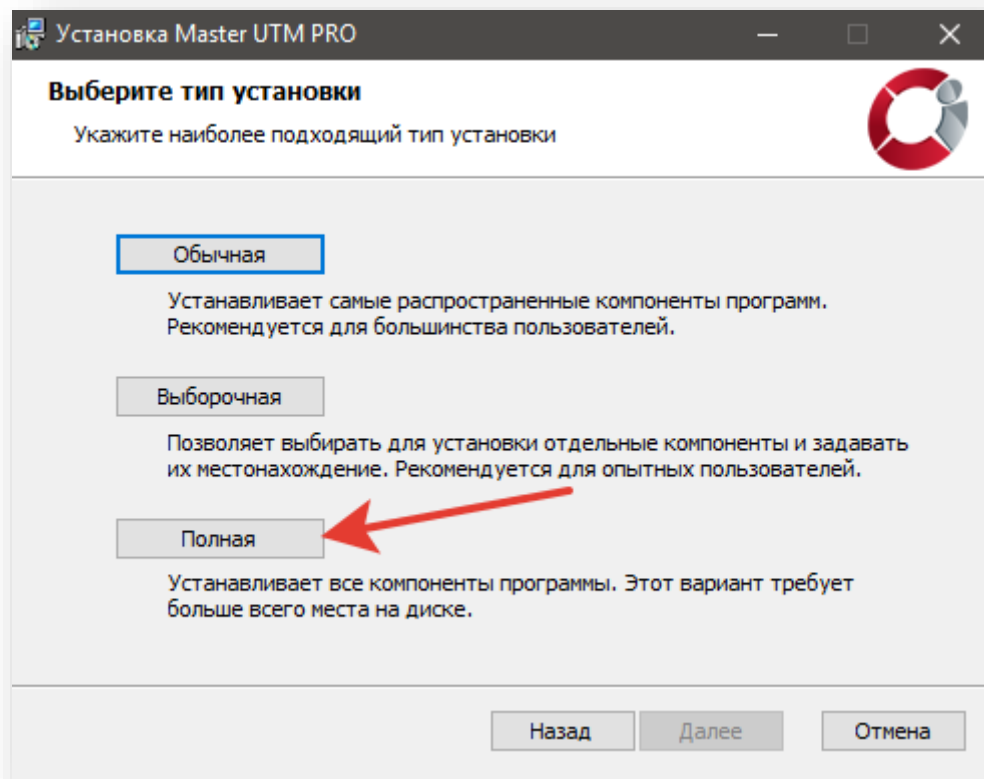 Установка Master UTM PRO
Выберите тип установки
Укажите наиболее подходящий тип установки
Обычная
Устанавливает самые распространенные компоненты программ.
Рекомендуется для большинства пользователей.
Выборочная
Позволяет выбирать для установки отдельные компоненты и задавать
их местонахождение. Рекомендуется для опытных пользователей.
Полная
Устанавливает все компоненты программы. Этот вариант требует
больше всего места на диске.
Назад Далее Отмена